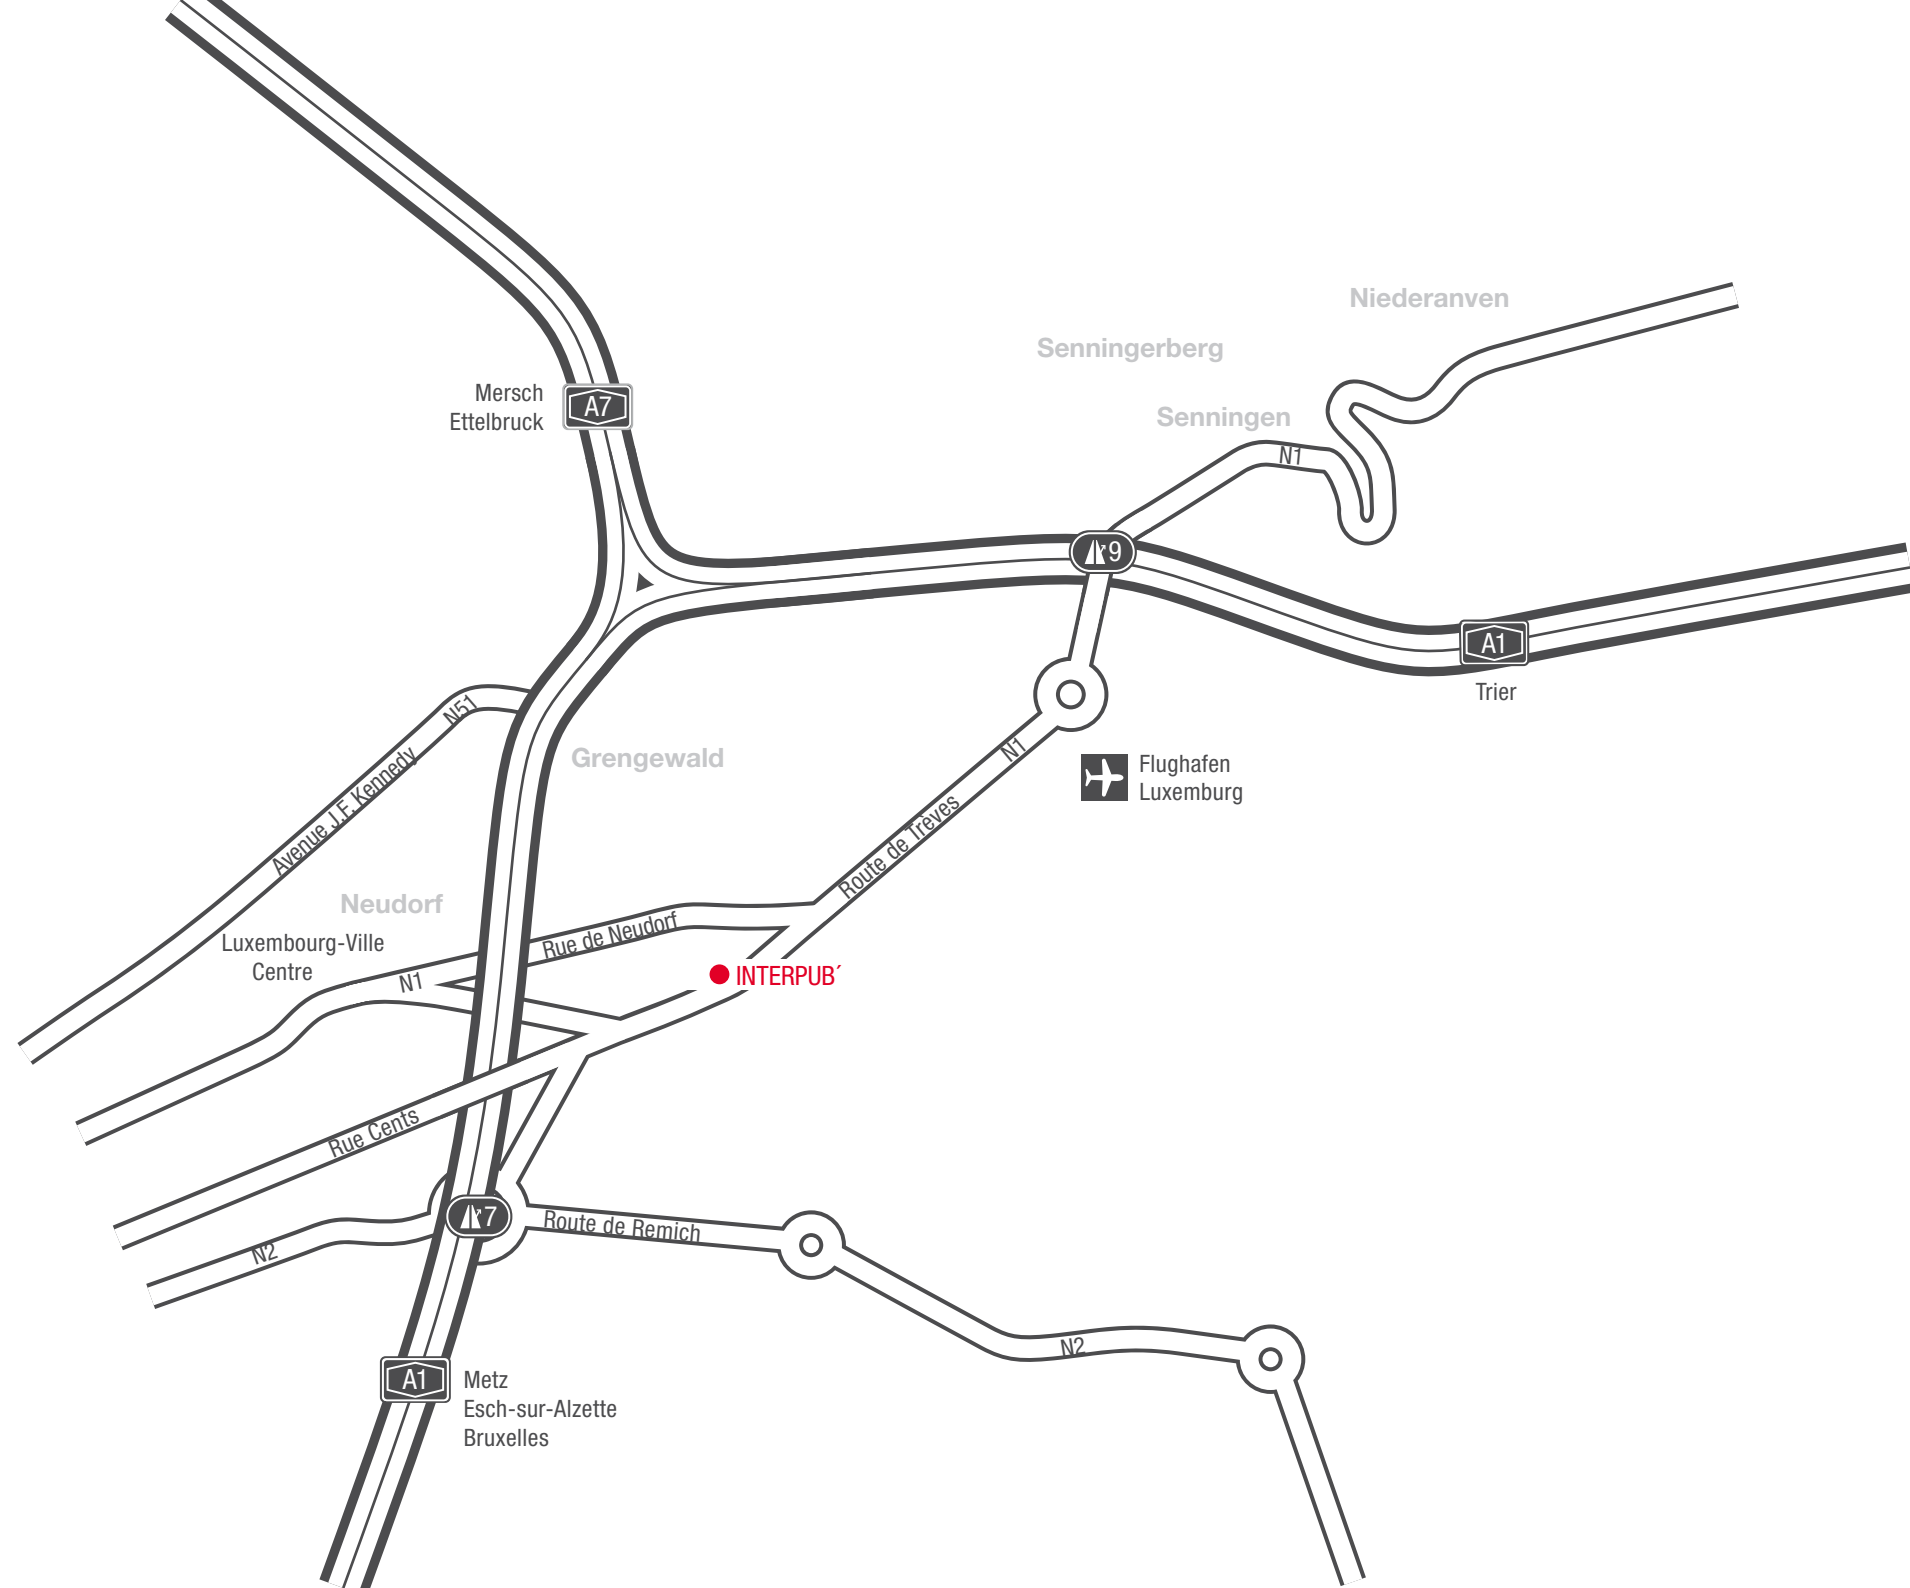 Niederanven
Senningerberg
Mersch
Ettelbruck
A7
Senningen
N1
9
A1
Trier
N51
Grengewald
N1
Flughafen
Luxemburg
Avenue J.F. Kennedy
Route de Trèves
Neudorf
Luxembourg-Ville
Centre
Rue de Neudorf
N1
INTERPUB´
Rue Cents
7
Route de Remich
N2
N2
A1
Metz
Esch-sur-Alzette
Bruxelles